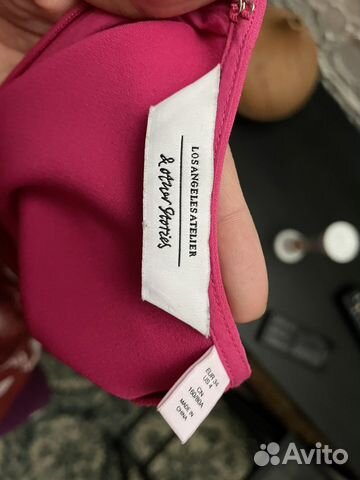 LOS ANGELES ATELIER
& other Stories
EUR 34
US 4
CN
160/80A
MADE IN
CHINA
Avito